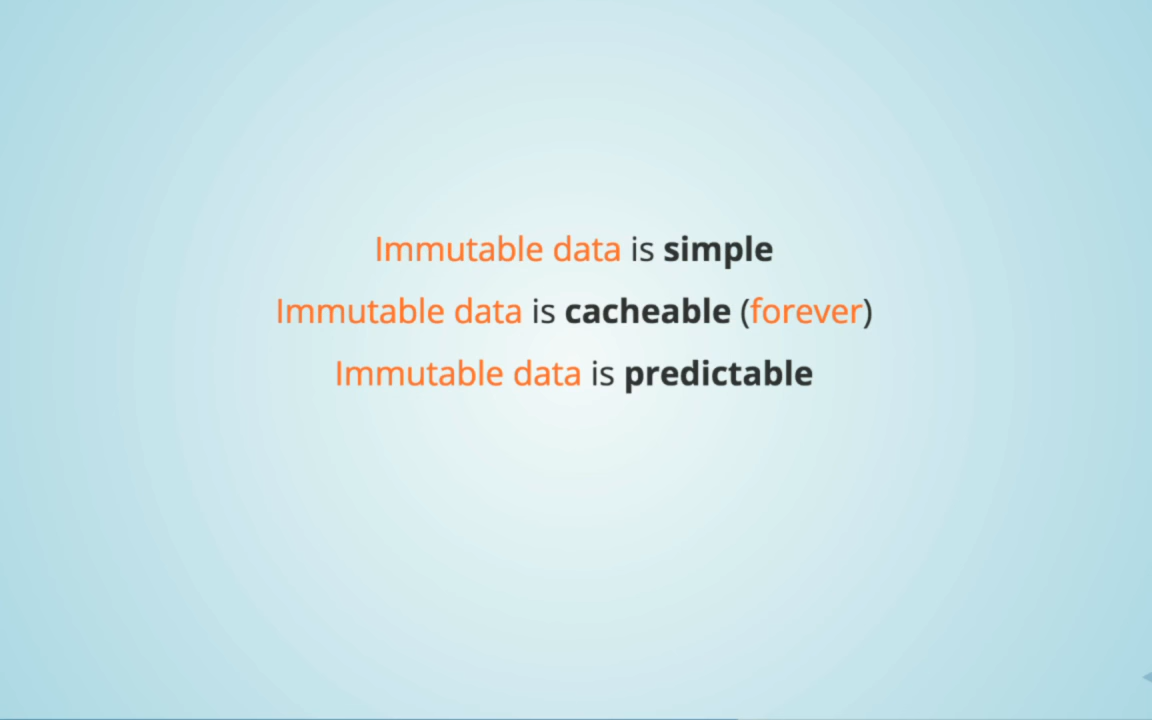 Immutable data is simple
Immutable data is cacheable (forever)
Immutable data is predictable